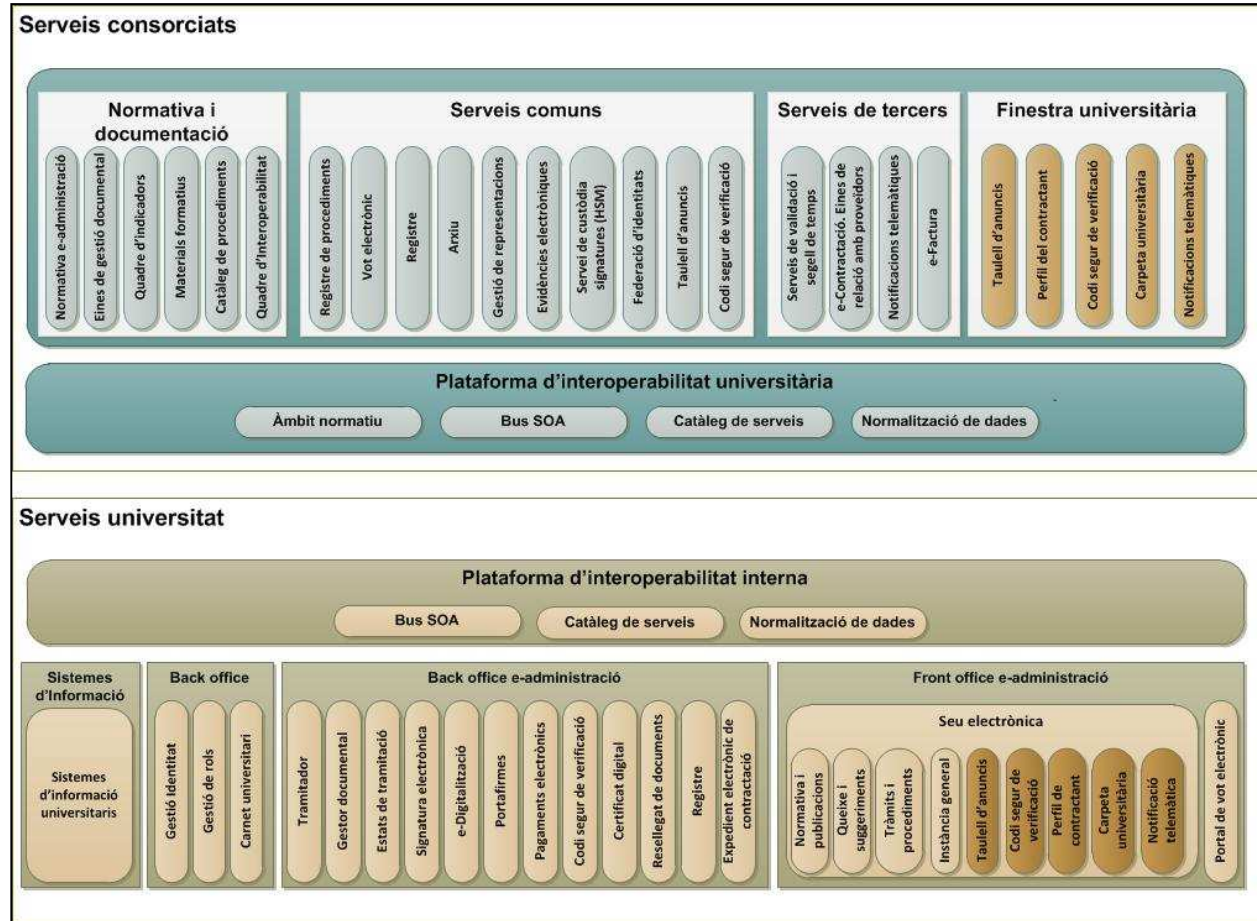 Serveis consorciats
Normativa i
documentació
Normativa e-administració
Eines de gestió documental
Quadre d'indicadors
Materials formatius
Catàleg de procediments
Quadre d'Interoperabilitat
Serveis comuns
Registre de procediments
Vot electrònic
Registre
Arxiu
Gestió de representacions
Evidències electròniques
Servei de custòdia
signatures (HSM)
Federació d'identitats
Taulell d'anuncis
Codi segur de verificació
Serveis de tercers
Serveis de validació i
segell de temps
e-Contractació. Eines de
relació amb proveïdors
Notificacions telemàtiques
e-Factura
Finestra universitària
Taulell d'anuncis
Perfil del contractant
Codi segur de verificació
Carpeta universitària
Notificacions telemàtiques
Plataforma d'interoperabilitat universitària
Àmbit normatiu
Bus SOA
Catàleg de serveis
Normalització de dades
Serveis universitat
Plataforma d'interoperabilitat interna
Bus SOA
Catàleg de serveis
Normalització de dades
Sistemes
d'Informació
Sistemes
d'informació
universitaris
Back office
Gestió Identitat
Gestió de rols
Carnet universitari
Back office e-administració
Tramitador
Gestor documental
Estats de tramitació
Signatura electrònica
e-Digitalització
Portafirmes
Pagaments electrònics
Codi segur de verificació
Certificat digital
Resellegat de documents
Registre
Expedient electrònic de
contractació
Front office e-administració
Seu electrònica
Normativa i
publicacions
Queixe i
suggeriments
Tràmits i
procediments
Instància general
Taulell d'anuncis
Codi segur de
verificació
Perfil de
contractant
Carpeta
universitària
Notificació
telemàtica
Portal de vot electrònic